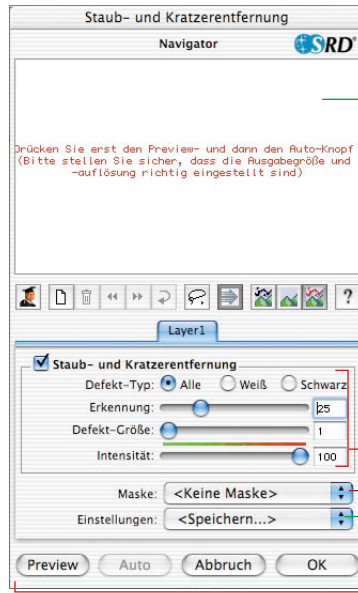 Staub- und Kratzerentfernung
Navigator
SRD
Drücken Sie erst den Preview- und dann den Auto-Knopf
(Bitte stellen Sie sicher, dass die Ausgabegröße und
-auflösung richtig eingestellt sind)
?
Layer1
Staub- und Kratzerentfernung
Defekt-Typ: Alle Weiß Schwarz
Erkennung: 25
Defekt-Größe: 1
Intensität: 100
Maske: <Keine Maske>
Einstellungen: <Speichern...>
Preview Auto Abbruch OK